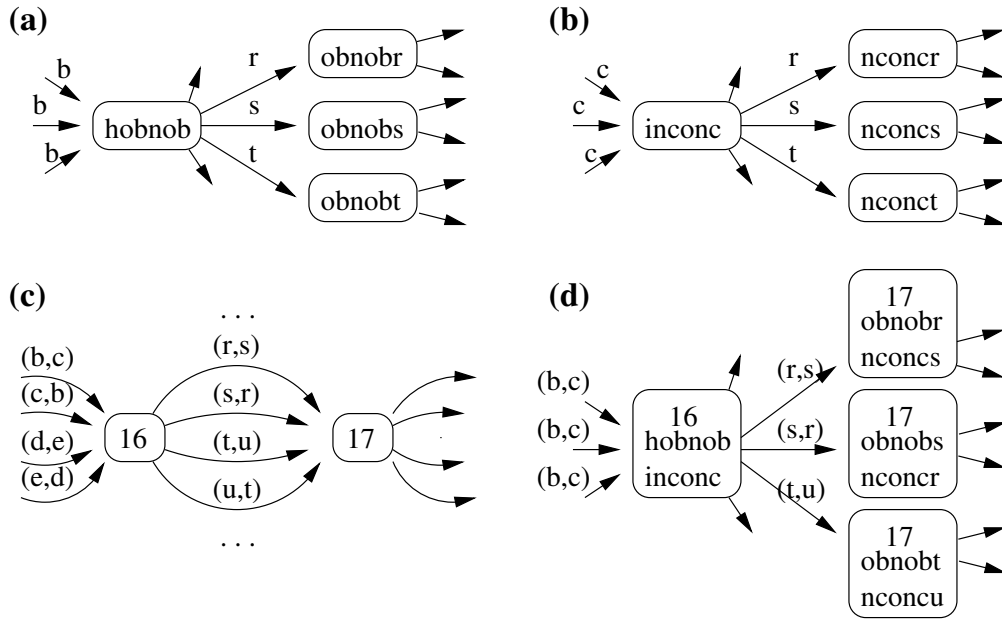 (a)
b
b
b
hobnob
r
s
t
obnobr
obnobs
obnobt
(b)
c
c
c
inconc
r
s
t
nconcr
nconcs
nconct
(c)
. . .
(b,c)
(c,b)
(d,e)
(e,d)
16
(r,s)
(s,r)
(t,u)
(u,t)
17
. . .
(d)
(b,c)
(b,c)
(b,c)
16
hobnob
inconc
(r,s)
(s,r)
(t,u)
17
obnobr
nconcs
17
obnobs
nconcr
17
obnobt
nconcu